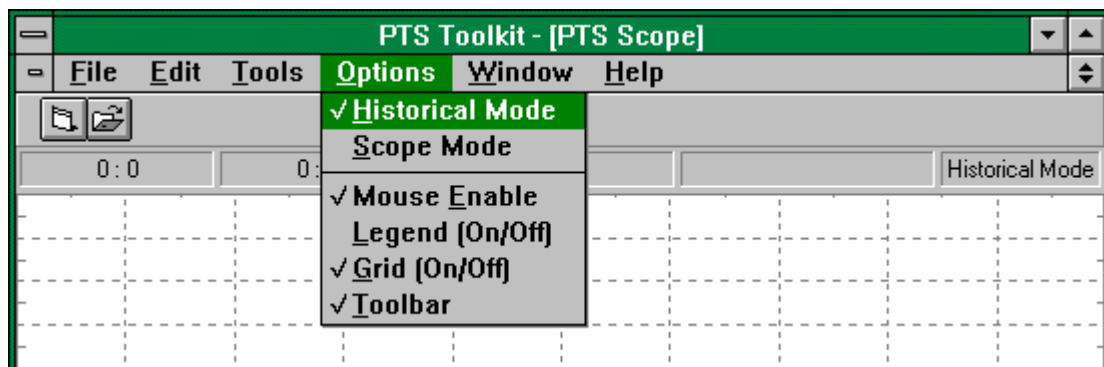 PTS Toolkit - [PTS Scope]
File Edit Tools Options Window Help
Historical Mode
Scope Mode
0 : 0 0 : Historical Mode
Mouse Enable
Legend (On/Off)
Grid (On/Off)
Toolbar